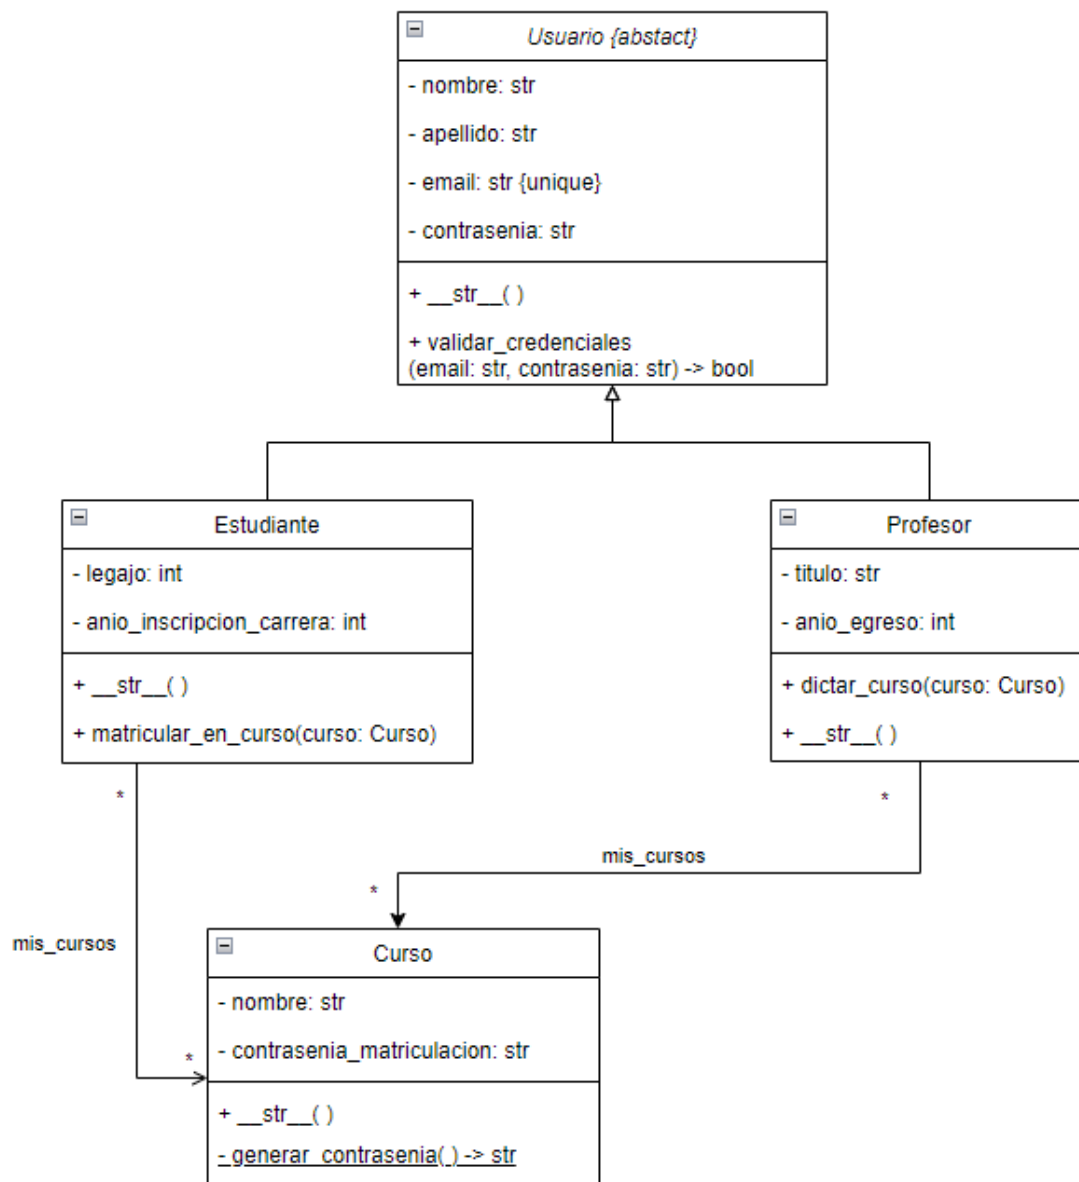 Usuario {abstact}
- nombre: str
- apellido: str
- email: str {unique}
- contrasenia: str
+ __str__( )
+ validar_credenciales
(email: str, contrasenia: str) -> bool
Estudiante
- legajo: int
- anio_inscripcion_carrera: int
+ __str__( )
+ matricular_en_curso(curso: Curso)
Profesor
- titulo: str
- anio_egreso: int
+ dictar_curso(curso: Curso)
+ __str__( )
*
*
mis_cursos
*
mis_cursos
*
Curso
- nombre: str
- contrasenia_matriculacion: str
+ __str__( )
- generar_contrasenia( ) -> str